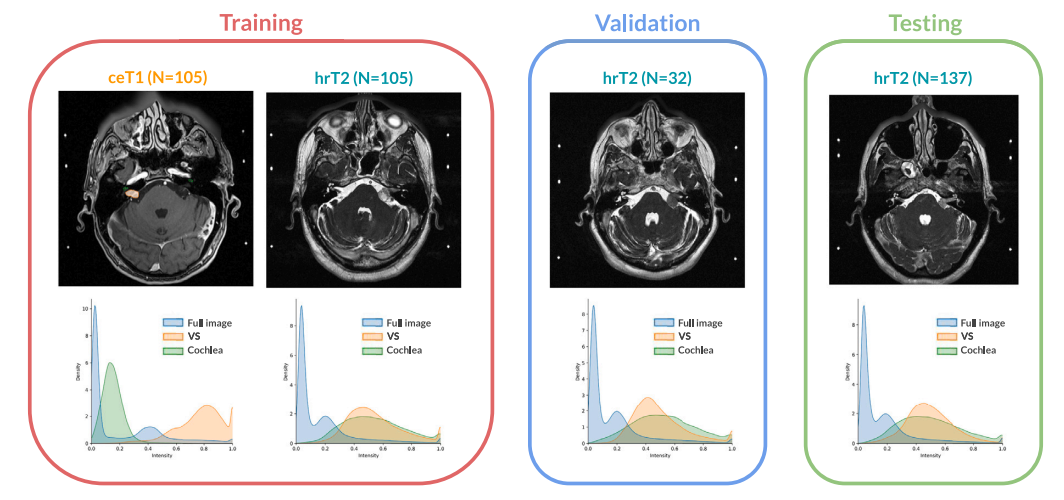 Training
Validation
Testing
ceT1 (N=105)
hrT2 (N=105)
hrT2 (N=32)
hrT2 (N=137)
Full image
VS
Cochlea
10
8
6
4
2
0
Density
0.0 0.2 0.4 0.6 0.8 1.0
Intensity
Full image
VS
Cochlea
8
6
4
2
0
Density
0.0 0.2 0.4 0.6 0.8 1.0
Intensity
Full image
VS
Cochlea
8
7
6
5
4
3
2
1
0
Density
0.0 0.2 0.4 0.6 0.8 1.0
Intensity
Full image
VS
Cochlea
8
6
4
2
0
Density
0.0 0.2 0.4 0.6 0.8 1.0
Intensity